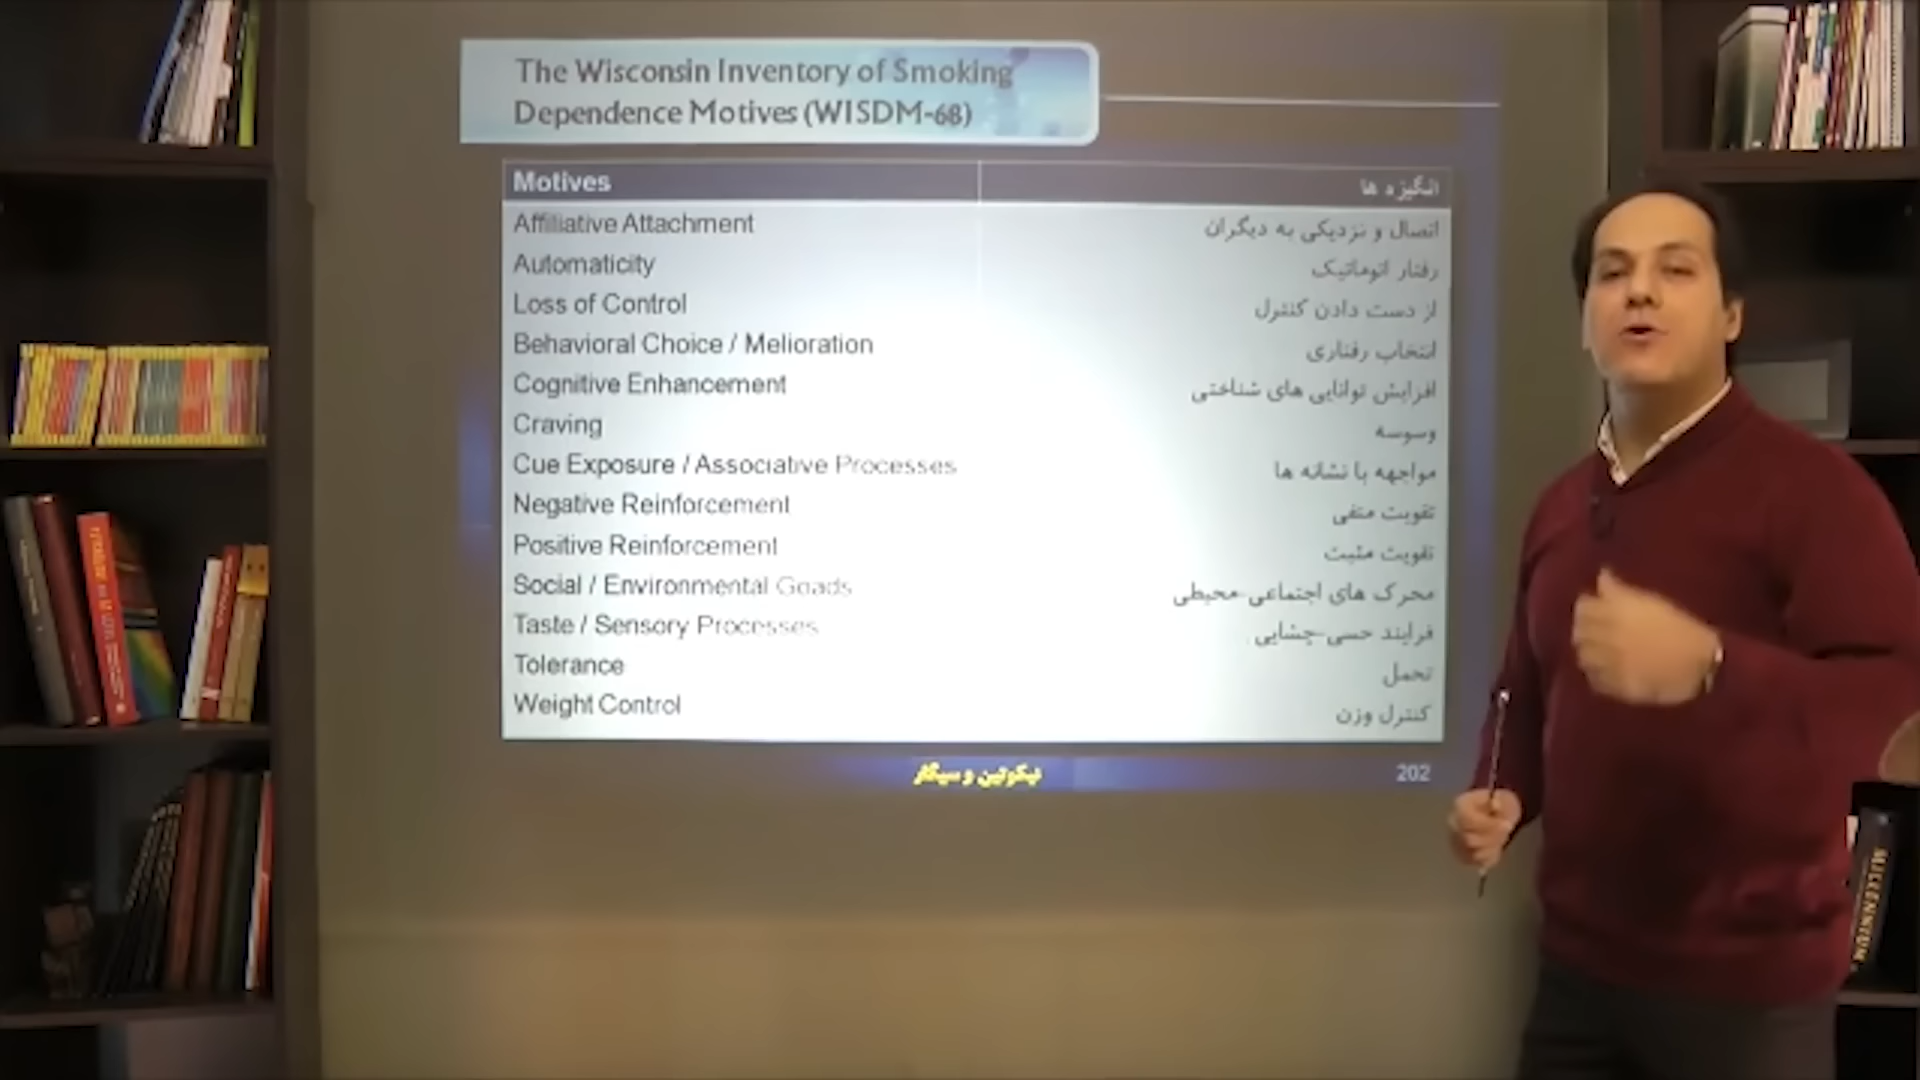 The Wisconsin Inventory of Smoking
Dependence Motives (WISDM-68)
Motives انگیزه ها
Affiliative Attachment اتصال و نزدیکی به دیگران
Automaticity رفتار اتوماتیک
Loss of Control از دست دادن کنترل
Behavioral Choice / Melioration انتخاب رفتاری
Cognitive Enhancement افزایش توانایی های شناختی
Craving وسوسه
Cue Exposure / Associative Processes مواجهه با نشانه ها
Negative Reinforcement تقویت منفی
Positive Reinforcement تقویت مثبت
Social / Environmental Goads محرک های اجتماعی-محیطی
Taste / Sensory Processes فرایند حسی-چشایی
Tolerance تحمل
Weight Control کنترل وزن
نیکوتین و سیگار 202
MILLENNIUM